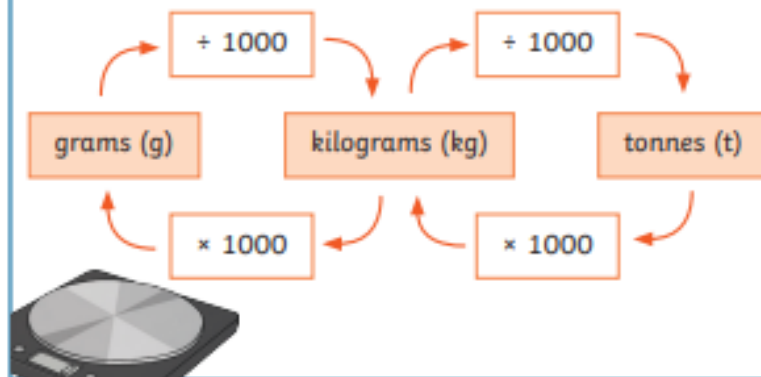 ÷ 1000
÷ 1000
grams (g)
kilograms (kg)
tonnes (t)
× 1000
× 1000